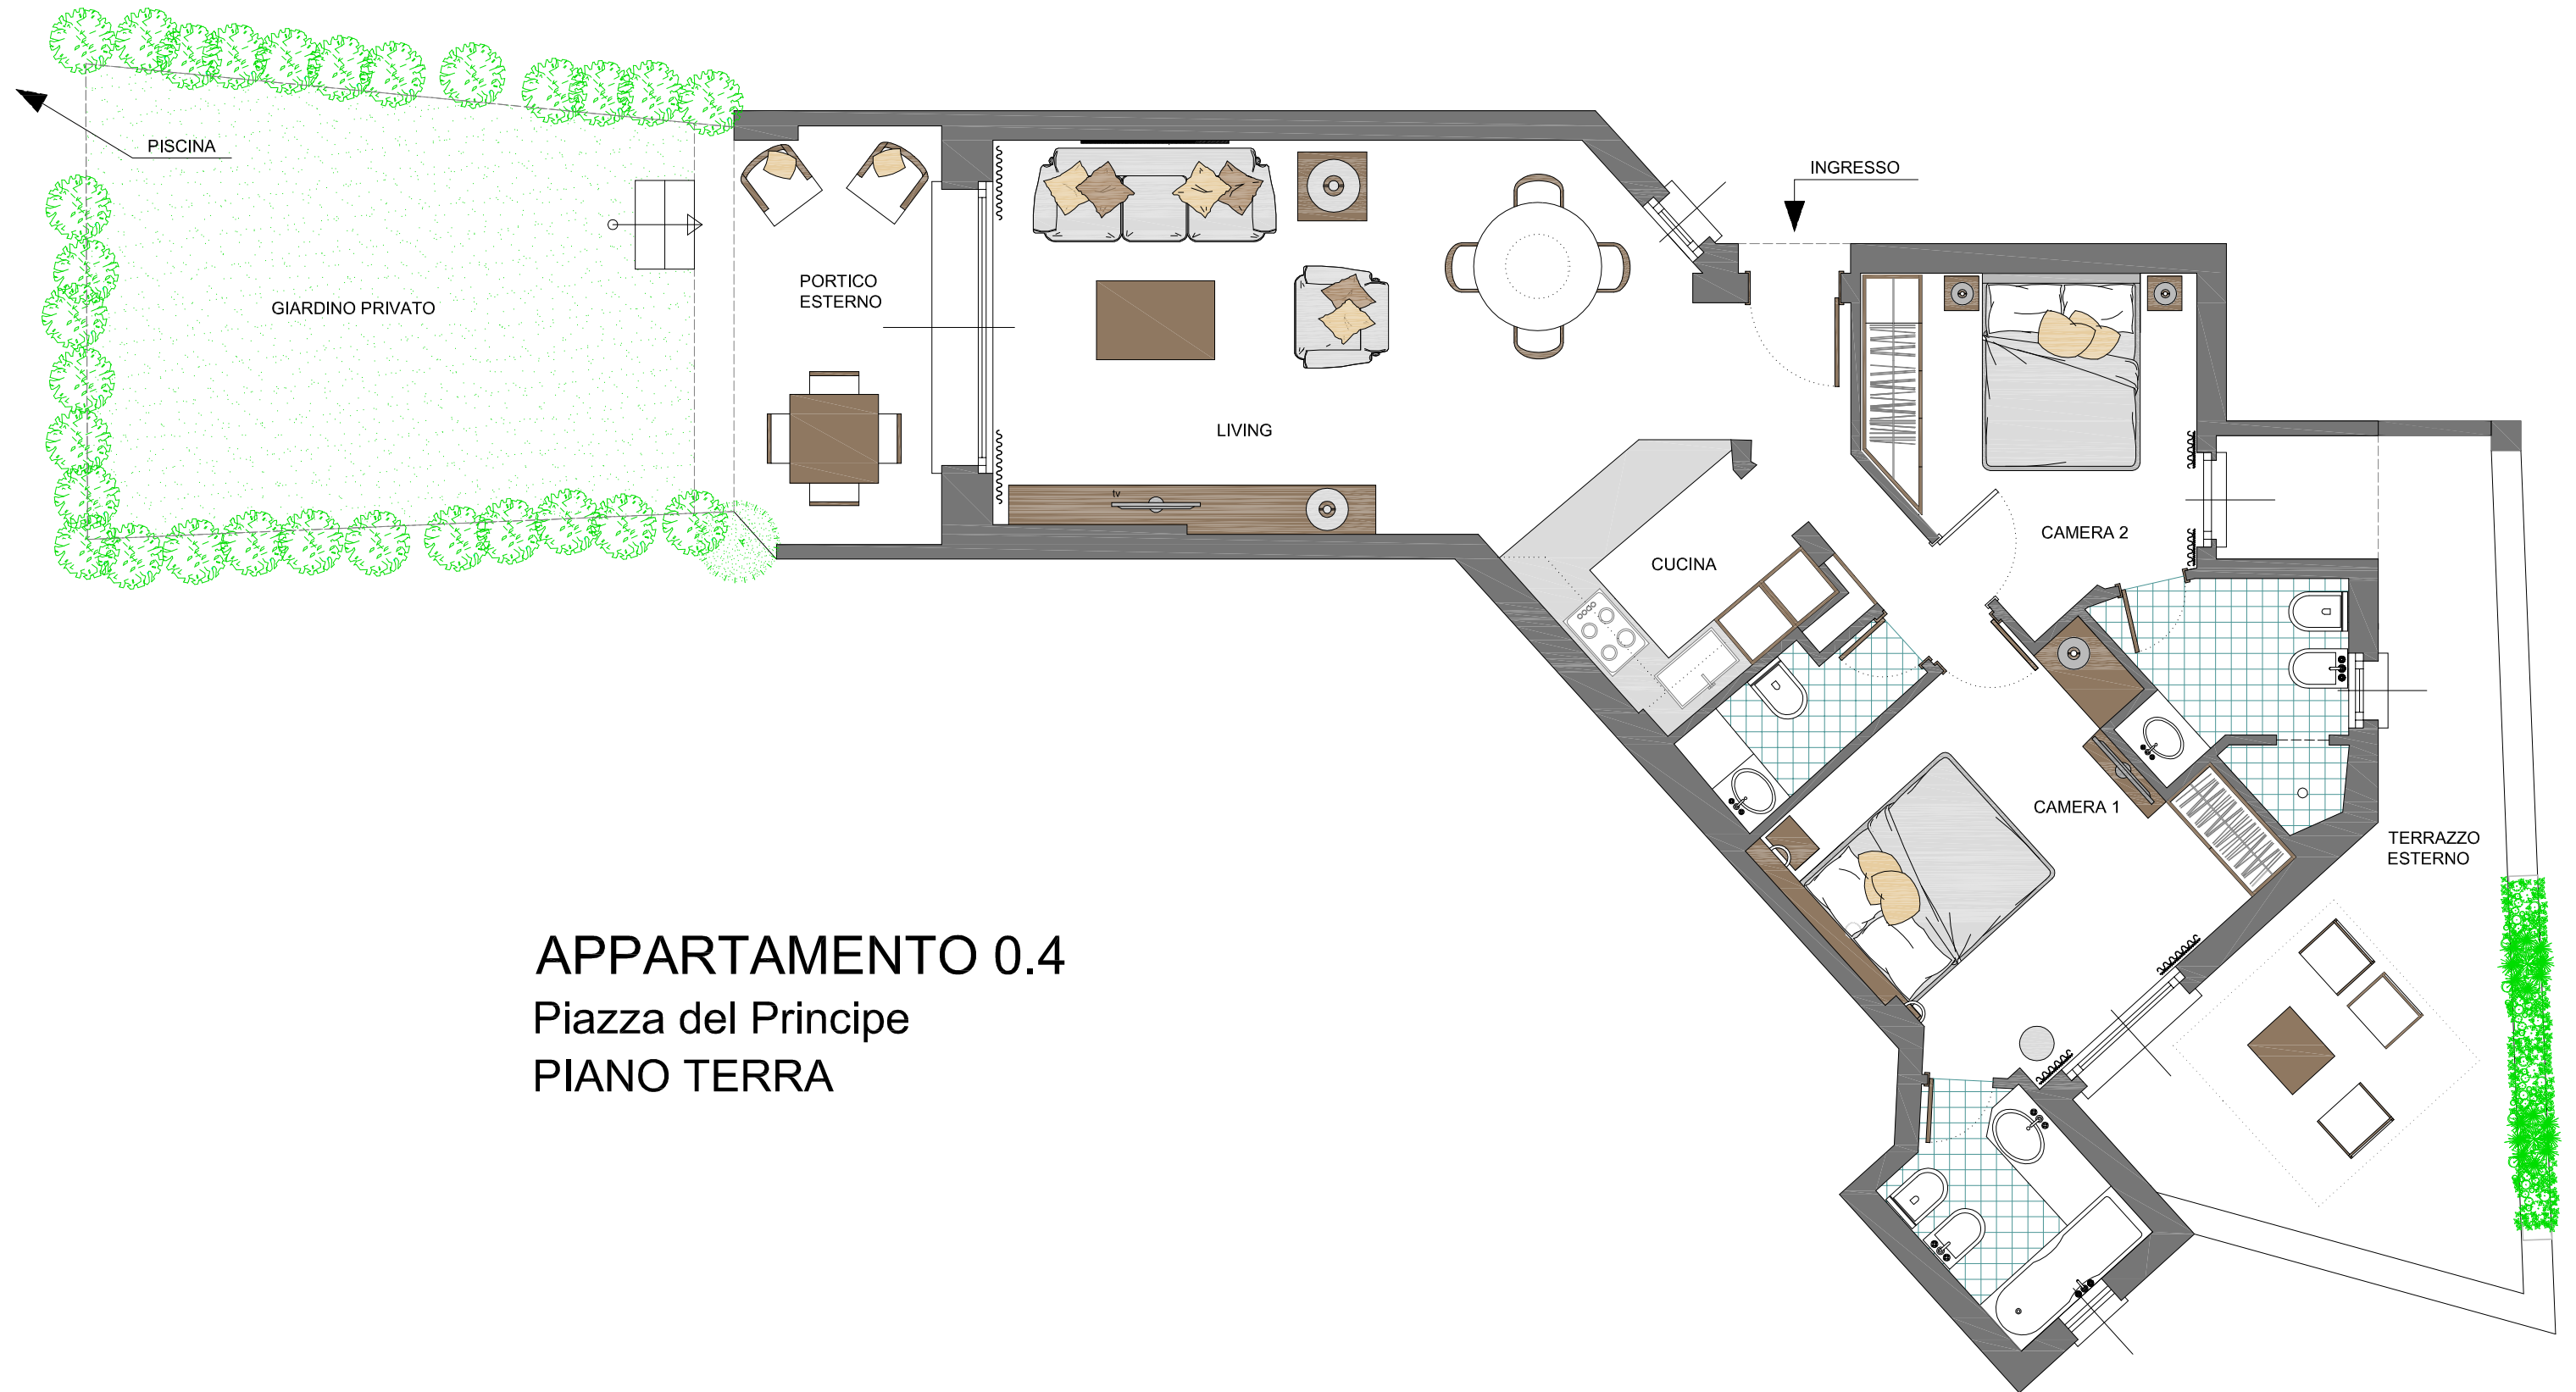 PISCINA
INGRESSO
PORTICO
ESTERNO
GIARDINO PRIVATO
LIVING
tv
CAMERA 2
CUCINA
CAMERA 1
TERRAZZO
ESTERNO
APPARTAMENTO 0.4
Piazza del Principe
PIANO TERRA